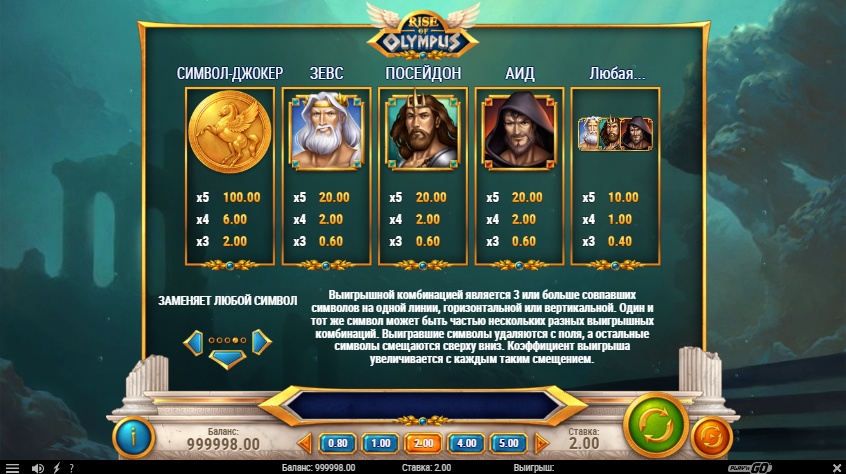 RISE
OF
OLYMPUS
СИМВОЛ-ДЖОКЕР ЗЕВС ПОСЕЙДОН АИД Любая...
x5 100.00 x5 20.00 x5 20.00 x5 20.00 x5 10.00
x4 6.00 x4 2.00 x4 2.00 x4 2.00 x4 1.00
x3 2.00 x3 0.60 x3 0.60 x3 0.60 x3 0.40
ЗАМЕНЯЕТ ЛЮБОЙ СИМВОЛ
Выигрышной комбинацией является 3 или больше совпавших
символов на одной линии, горизонтальной или вертикальной. Один и
тот же символ может быть частью нескольких разных выигрышных
комбинаций. Выигравшие символы удаляются с поля, а остальные
символы смещаются сверху вниз. Коэффициент выигрыша
увеличивается с каждым таким смещением.
Баланс:
999998.00
0.80 1.00 2.00 4.00 5.00
Ставка:
2.00
? Баланс: 999998.00 Ставка: 2.00 Выигрыш: PLAY'N GO